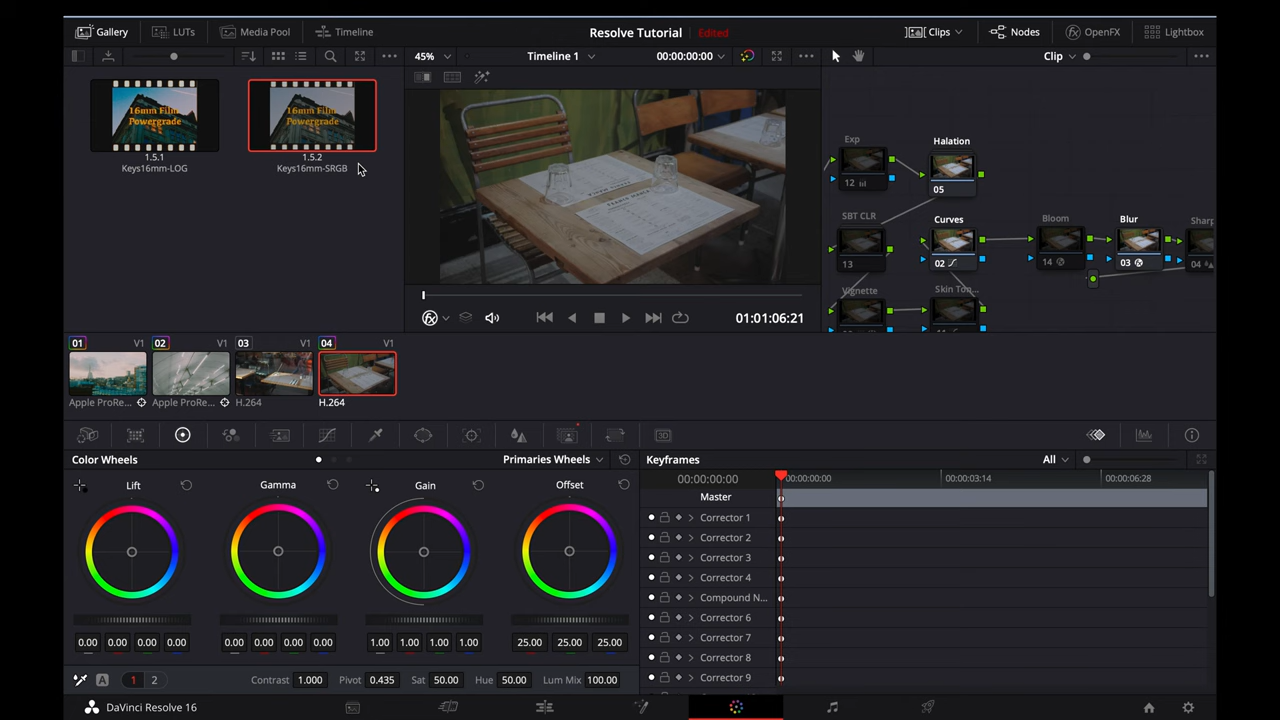 Gallery LUTs Media Pool Timeline Resolve Tutorial Edited Clips Nodes OpenFX Lightbox
45% Timeline 1 00:00:00:00 Clip
16mm Film
Powergrade
1.5.1
Keys16mm-LOG
16mm Film
Powergrade
1.5.2
Keys16mm-SRGB
Exp
12
Halation
05
SBT CLR
13
Curves
02
Bloom
14
Blur
03
Sharp
04
Vignette
Skin Ton...
01:01:06:21
01 V1 02 V1 03 V1 04 V1
Apple ProRe... Apple ProRe... H.264 H.264
Color Wheels Primaries Wheels
Lift Gamma Gain Offset
0.00 0.00 0.00 0.00 0.00 0.00 0.00 0.00 1.00 1.00 1.00 1.00 25.00 25.00 25.00
A 1 2 Contrast 1.000 Pivot 0.435 Sat 50.00 Hue 50.00 Lum Mix 100.00
Keyframes All
00:00:00:00 00:00:00:00 00:00:03:14 00:00:06:28
Master
Corrector 1
Corrector 2
Corrector 3
Corrector 4
Compound N...
Corrector 6
Corrector 7
Corrector 8
Corrector 9
DaVinci Resolve 16